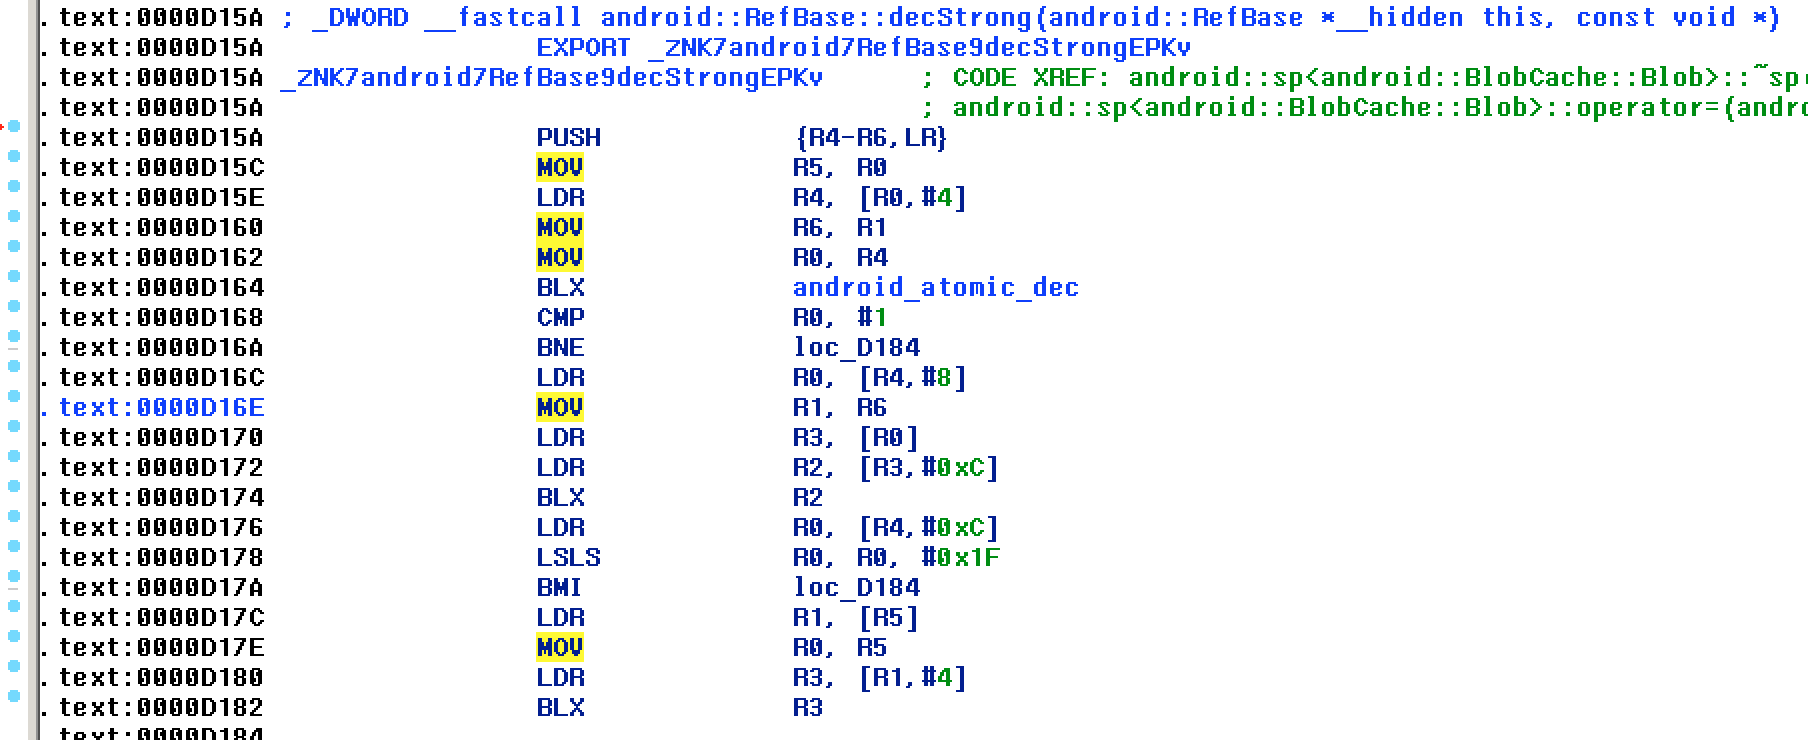 .text:0000D15A ; _DWORD __fastcall android::RefBase::decStrong(android::RefBase *__hidden this, const void *)
.text:0000D15A EXPORT _ZNK7android7RefBase9decStrongEPKv
.text:0000D15A _ZNK7android7RefBase9decStrongEPKv ; CODE XREF: android::sp<android::BlobCache::Blob>::~sp
.text:0000D15A ; android::sp<android::BlobCache::Blob>::operator=(andro
.text:0000D15A PUSH {R4-R6,LR}
.text:0000D15C MOV R5, R0
.text:0000D15E LDR R4, [R0,#4]
.text:0000D160 MOV R6, R1
.text:0000D162 MOV R0, R4
.text:0000D164 BLX android_atomic_dec
.text:0000D168 CMP R0, #1
.text:0000D16A BNE loc_D184
.text:0000D16C LDR R0, [R4,#8]
.text:0000D16E MOV R1, R6
.text:0000D170 LDR R3, [R0]
.text:0000D172 LDR R2, [R3,#0xC]
.text:0000D174 BLX R2
.text:0000D176 LDR R0, [R4,#0xC]
.text:0000D178 LSLS R0, R0, #0x1F
.text:0000D17A BMI loc_D184
.text:0000D17C LDR R1, [R5]
.text:0000D17E MOV R0, R5
.text:0000D180 LDR R3, [R1,#4]
.text:0000D182 BLX R3
.text:0000D184